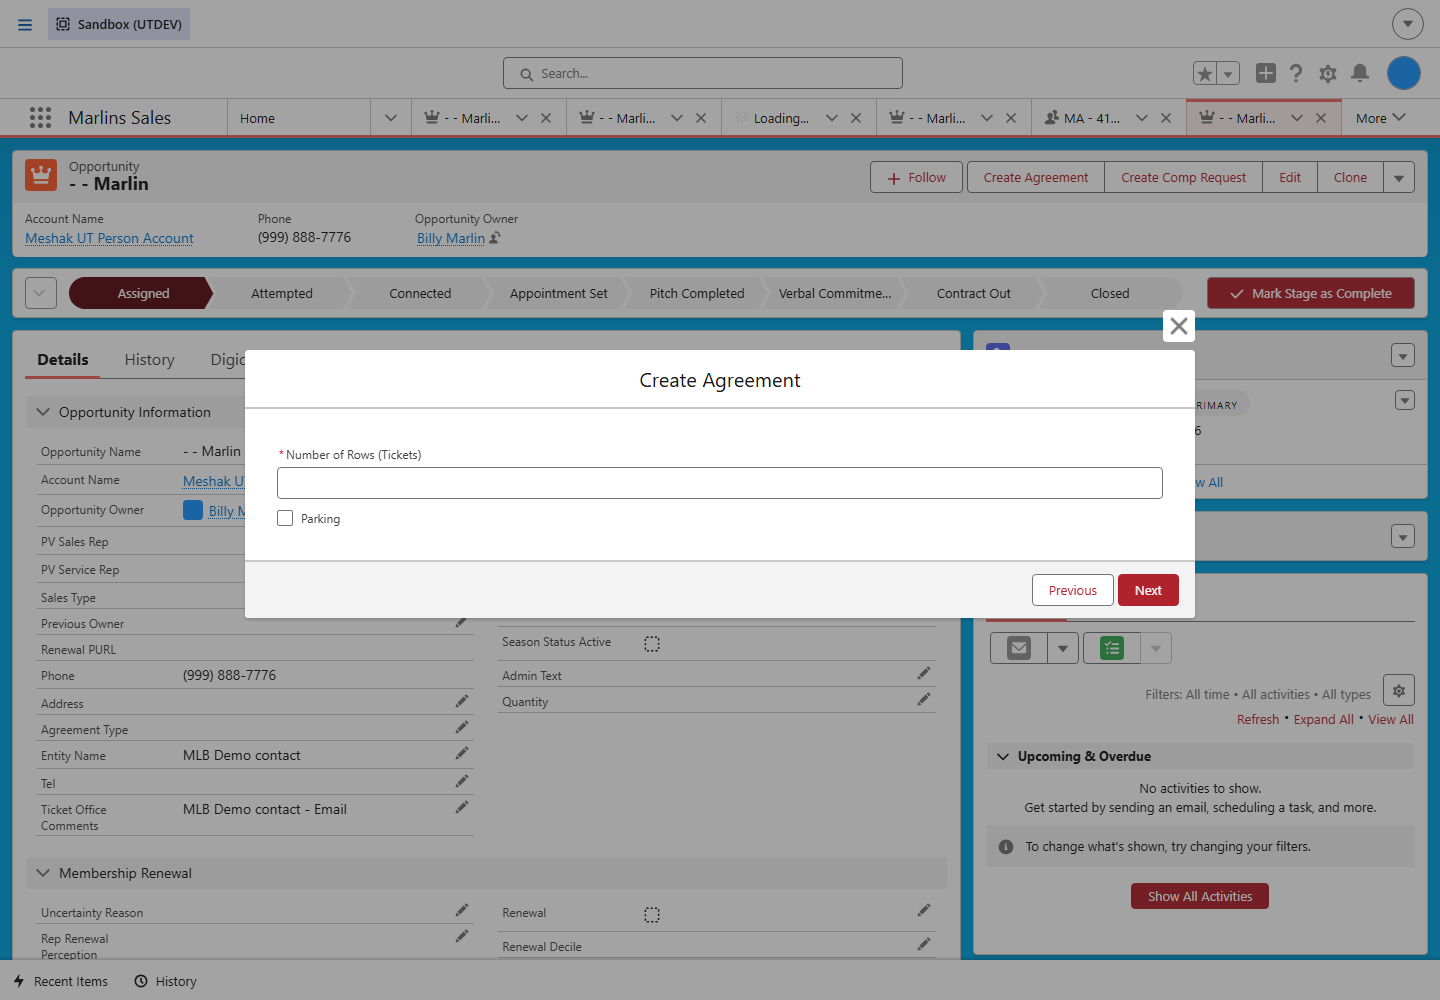 Sandbox (UTDEV)
Search...
Marlins Sales
Home
- - Marli...
- - Marli...
Loading...
- - Marli...
MA - 41...
- - Marli...
More
Opportunity
- - Marlin
Follow
Create Agreement
Create Comp Request
Edit
Clone
Account Name
Meshak UT Person Account
Phone
(999) 888-7776
Opportunity Owner
Billy Marlin
Assigned
Attempted
Connected
Appointment Set
Pitch Completed
Verbal Commitme...
Contract Out
Closed
Mark Stage as Complete
Details
History
Create Agreement
* Number of Rows (Tickets)
Parking
Previous
Next
Opportunity Information
Opportunity Name
- - Marlin
Account Name
Meshak U
Opportunity Owner
Billy M
PV Sales Rep
PV Service Rep
Sales Type
Previous Owner
Renewal PURL
Phone
(999) 888-7776
Address
Agreement Type
Entity Name
MLB Demo contact
Tel
Ticket Office
Comments
MLB Demo contact - Email
Season Status Active
Admin Text
Quantity
Membership Renewal
Uncertainty Reason
Rep Renewal
Perception
Renewal
Renewal Decile
RIMARY
6
w All
Filters: All time • All activities • All types
Refresh • Expand All • View All
Upcoming & Overdue
No activities to show.
Get started by sending an email, scheduling a task, and more.
To change what's shown, try changing your filters.
Show All Activities
Recent Items
History